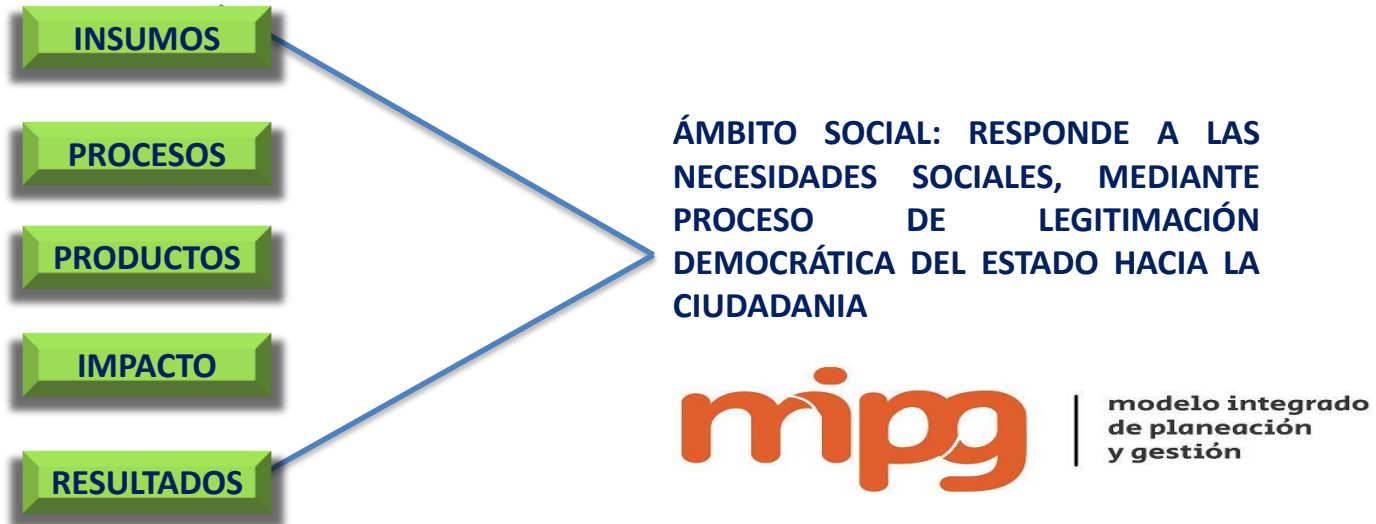 INSUMOS
PROCESOS
PRODUCTOS
IMPACTO
RESULTADOS
ÁMBITO SOCIAL: RESPONDE A LAS
NECESIDADES SOCIALES, MEDIANTE
PROCESO DE LEGITIMACIÓN
DEMOCRÁTICA DEL ESTADO HACIA LA
CIUDADANIA
mipg
modelo integrado
de planeación
y gestión